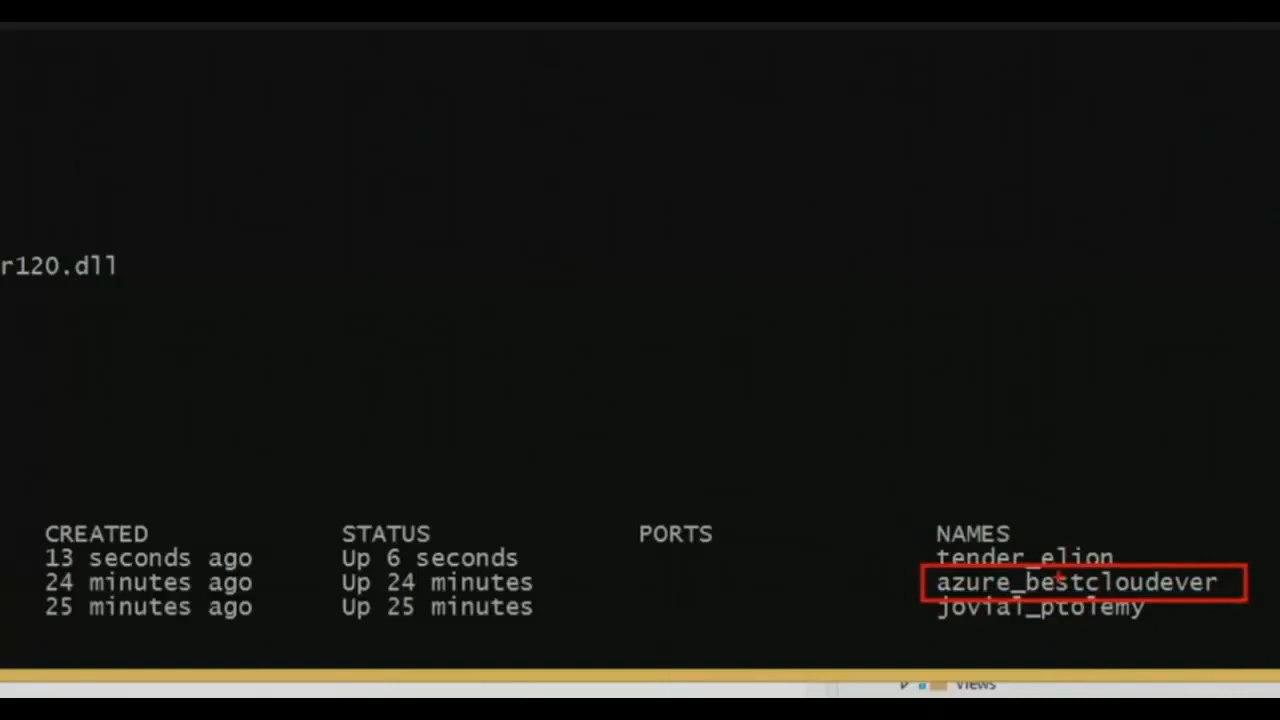 r120.dll
CREATED STATUS PORTS NAMES
13 seconds ago Up 6 seconds tender_elion
24 minutes ago Up 24 minutes azure_bestcloudever
25 minutes ago Up 25 minutes jovial_ptolemy
Views